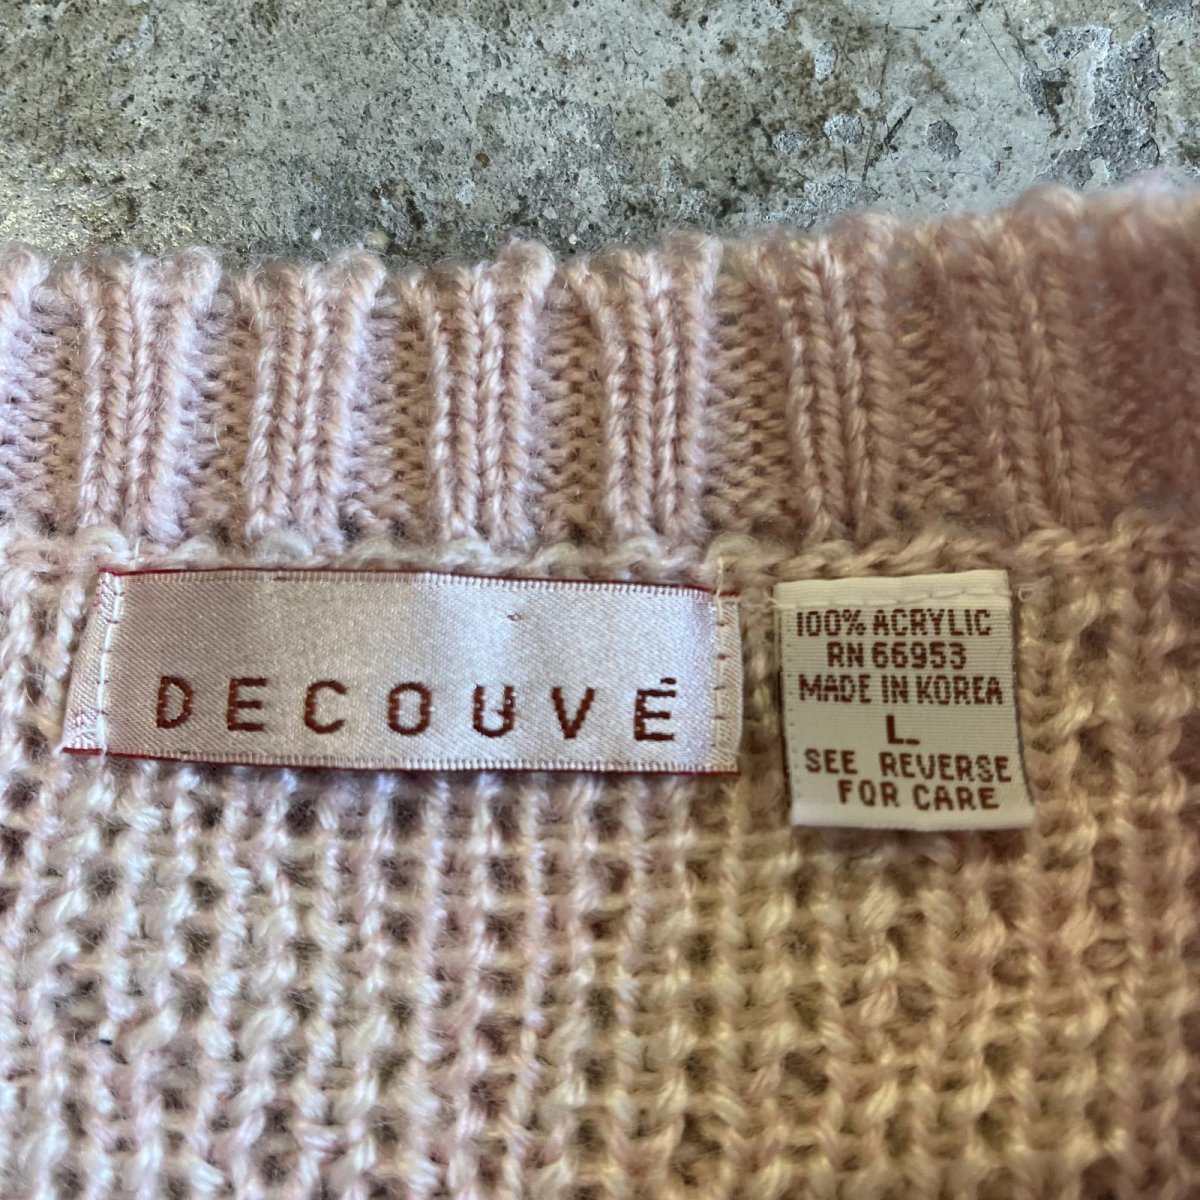 DECOUVÉ
100% ACRYLIC
RN 66953
MADE IN KOREA
L
SEE REVERSE
FOR CARE